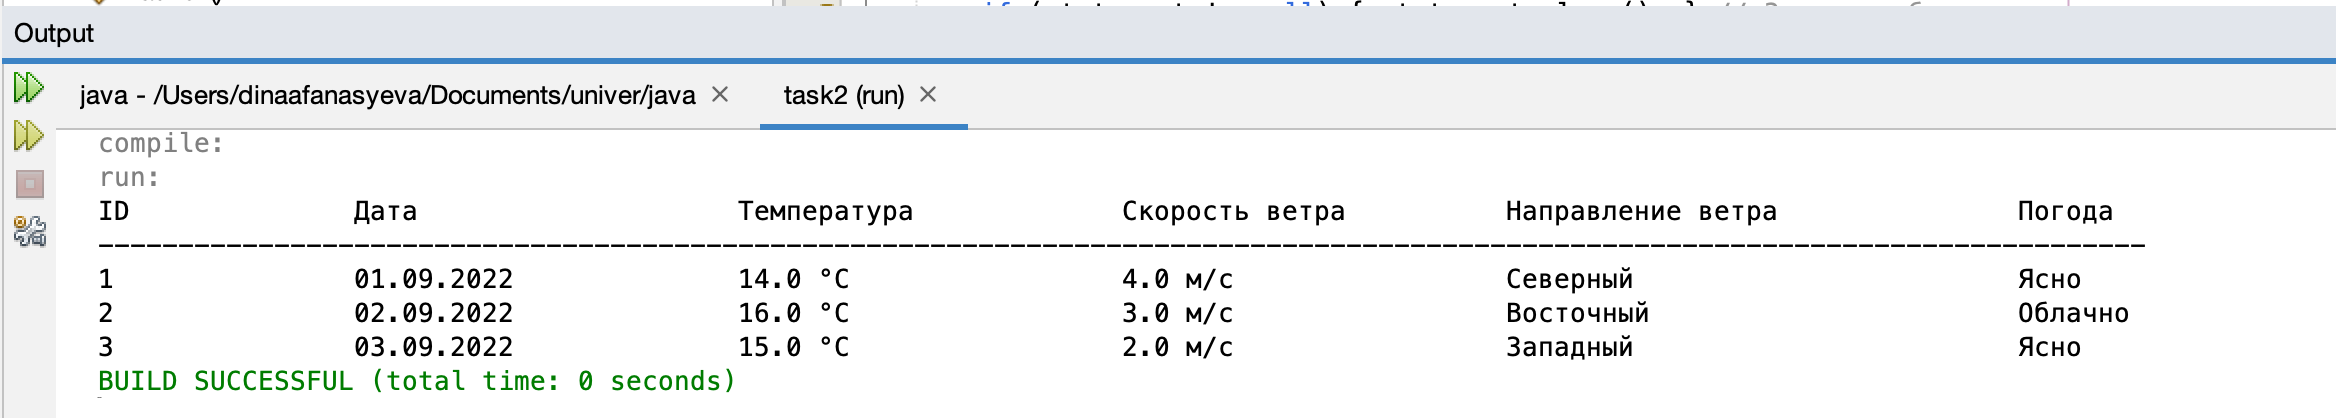 Output
java - /Users/dinaafanasyeva/Documents/univer/java × task2 (run) ×
compile:
run:
ID Дата Температура Скорость ветра Направление ветра Погода
--------------------------------------------------------------------------------------------------------------------------------
1 01.09.2022 14.0 °C 4.0 м/с Северный Ясно
2 02.09.2022 16.0 °C 3.0 м/с Восточный Облачно
3 03.09.2022 15.0 °C 2.0 м/с Западный Ясно
BUILD SUCCESSFUL (total time: 0 seconds)